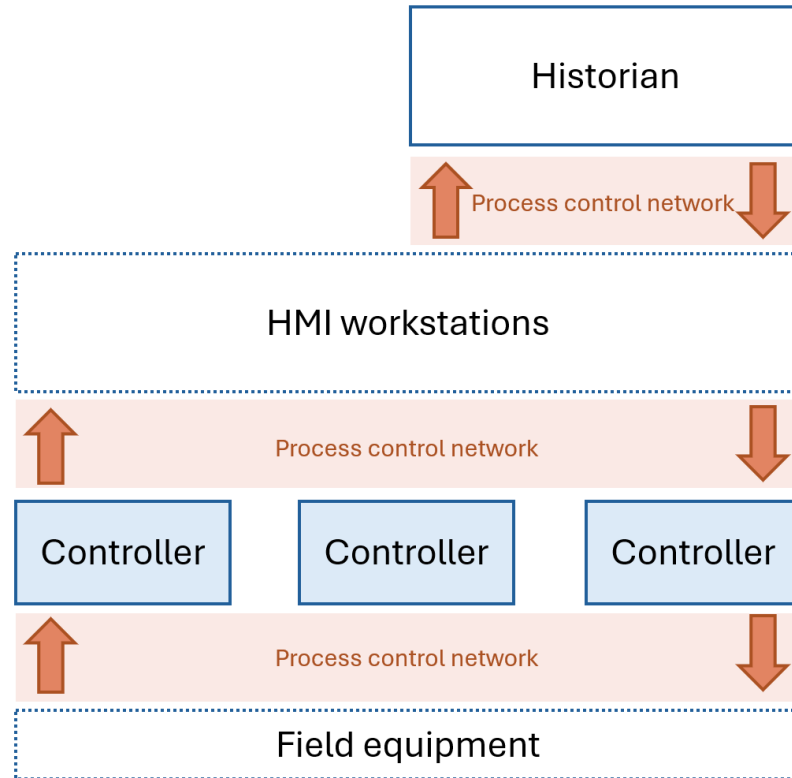 Historian
Process control network
HMI workstations
Process control network
Controller
Controller
Controller
Process control network
Field equipment